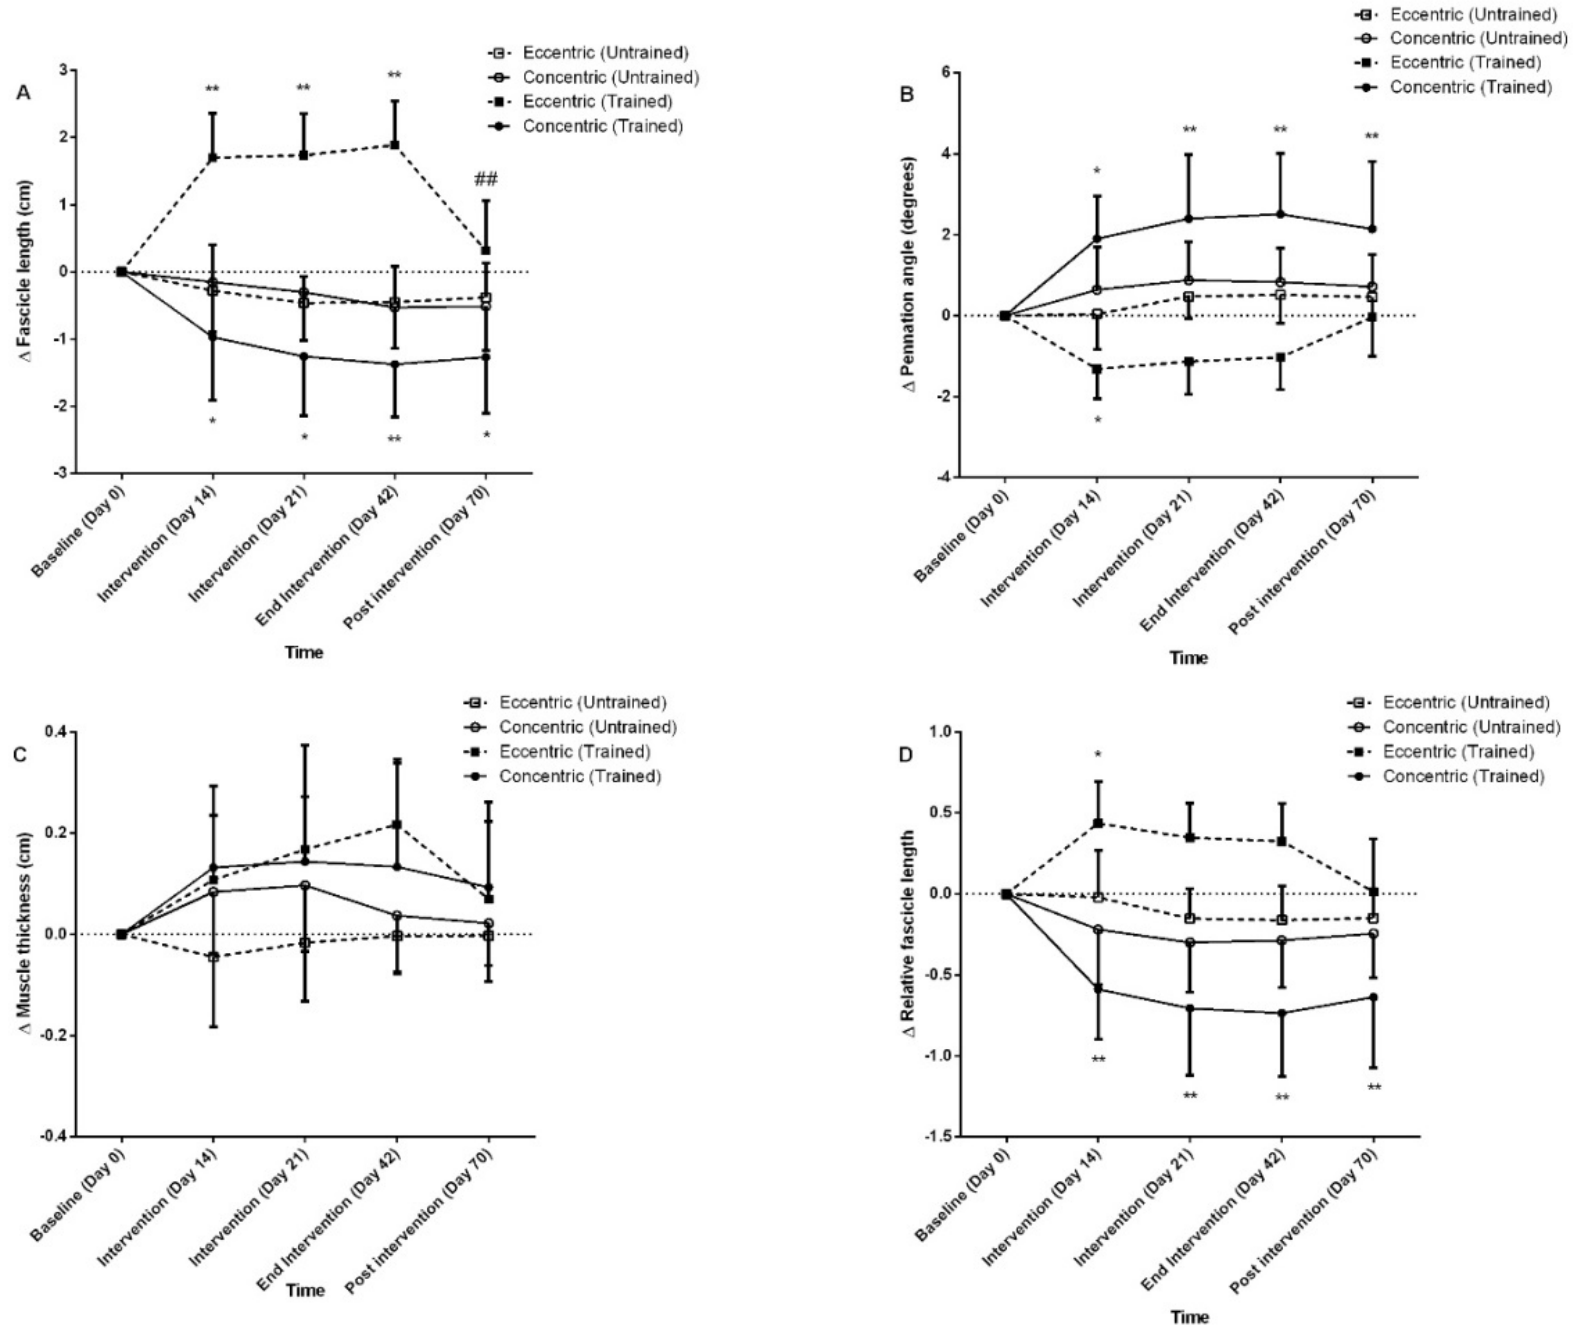 A
Eccentric (Untrained)
Concentric (Untrained)
Eccentric (Trained)
Concentric (Trained)
3
2
1
0
-1
-2
-3
Δ Fascicle length (cm)
**
**
**
##
*
*
**
*
Baseline (Day 0)
Intervention (Day 14)
Intervention (Day 21)
End Intervention (Day 42)
Post intervention (Day 70)
Time
B
Eccentric (Untrained)
Concentric (Untrained)
Eccentric (Trained)
Concentric (Trained)
6
4
2
0
-2
-4
Δ Pennation angle (degrees)
*
**
**
**
*
Baseline (Day 0)
Intervention (Day 14)
Intervention (Day 21)
End Intervention (Day 42)
Post intervention (Day 70)
Time
C
Eccentric (Untrained)
Concentric (Untrained)
Eccentric (Trained)
Concentric (Trained)
0.4
0.2
0.0
-0.2
-0.4
Δ Muscle thickness (cm)
Baseline (Day 0)
Intervention (Day 14)
Intervention (Day 21)
End Intervention (Day 42)
Post intervention (Day 70)
Time
D
Eccentric (Untrained)
Concentric (Untrained)
Eccentric (Trained)
Concentric (Trained)
1.0
0.5
0.0
-0.5
-1.0
-1.5
Δ Relative fascicle length
*
**
**
**
**
Baseline (Day 0)
Intervention (Day 14)
Intervention (Day 21)
End Intervention (Day 42)
Post intervention (Day 70)
Time